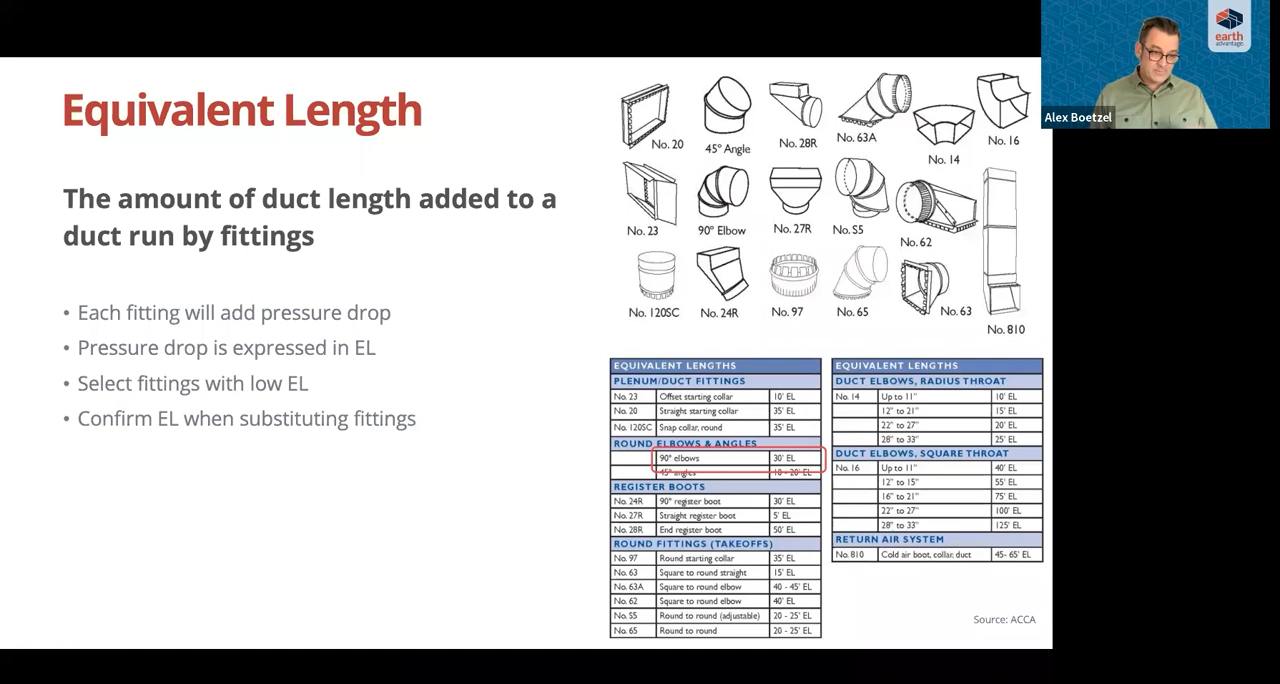 Equivalent Length
The amount of duct length added to a
duct run by fittings
• Each fitting will add pressure drop
• Pressure drop is expressed in EL
• Select fittings with low EL
• Confirm EL when substituting fittings
No. 20
45° Angle
No. 28R
No. 63A
No. 14
No. 16
No. 23
90° Elbow
No. 27R
No. S5
No. 62
No. 120SC
No. 24R
No. 97
No. 65
No. 63
No. 810
EQUIVALENT LENGTHS
PLENUM/DUCT FITTINGS
No. 23 Offset starting collar 10' EL
No. 20 Straight starting collar 35' EL
No. 120SC Snap collar, round 35' EL
ROUND ELBOWS & ANGLES
90° elbows 30' EL
45° angles 10 - 20' EL
REGISTER BOOTS
No. 24R 90° register boot 30' EL
No. 27R Straight register boot 5' EL
No. 28R End register boot 50' EL
ROUND FITTINGS (TAKEOFFS)
No. 97 Round starting collar 35' EL
No. 63 Square to round straight 15' EL
No. 63A Square to round elbow 40 - 45' EL
No. 62 Square to round elbow 40' EL
No. S5 Round to round (adjustable) 20 - 25' EL
No. 65 Round to round 20 - 25' EL
EQUIVALENT LENGTHS
DUCT ELBOWS, RADIUS THROAT
No. 14 Up to 11" 10' EL
12" to 21" 15' EL
22" to 27" 20' EL
28" to 33" 25' EL
DUCT ELBOWS, SQUARE THROAT
No. 16 Up to 11" 40' EL
12" to 15" 55' EL
16" to 21" 75' EL
22" to 27" 100' EL
28" to 33" 125' EL
RETURN AIR SYSTEM
No. 810 Cold air boot, collar, duct 45- 65' EL
Source: ACCA
earth
advantage
Alex Boetzel